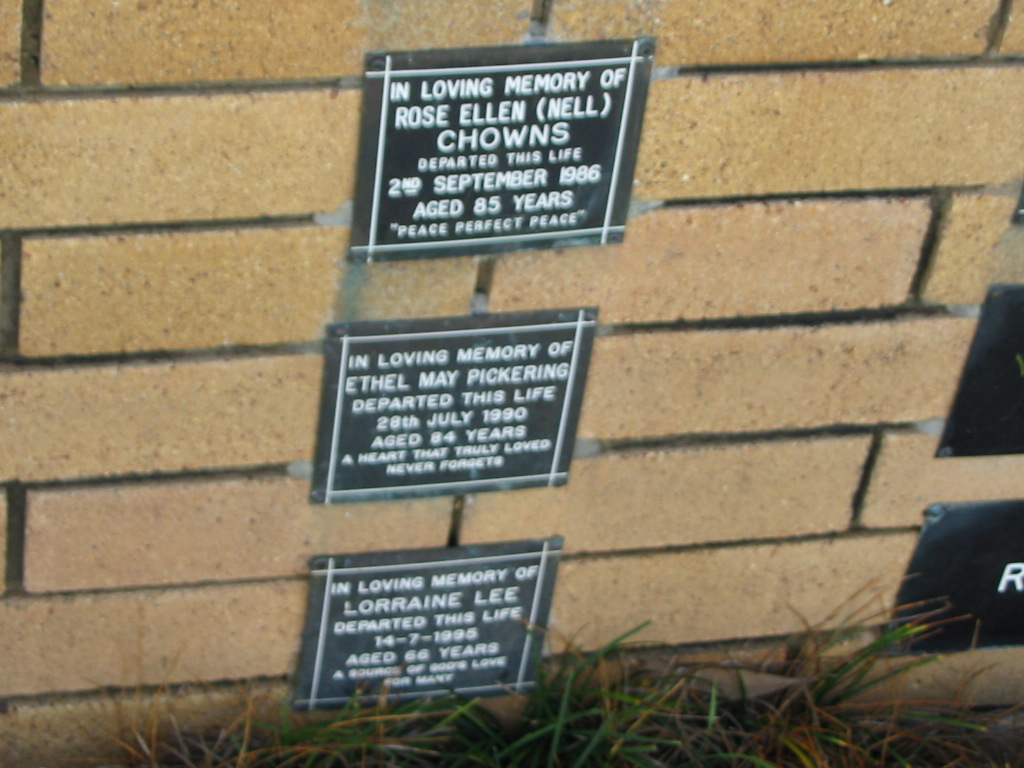 IN LOVING MEMORY OF
ROSE ELLEN (NELL)
CHOWNS
DEPARTED THIS LIFE
2ND SEPTEMBER 1986
AGED 85 YEARS
"PEACE PERFECT PEACE"
IN LOVING MEMORY OF
ETHEL MAY PICKERING
DEPARTED THIS LIFE
28th JULY 1990
AGED 84 YEARS
A HEART THAT TRULY LOVED
NEVER FORGETS
IN LOVING MEMORY OF
LORRAINE LEE
DEPARTED THIS LIFE
14-7-1995
AGED 66 YEARS
A SOURCE OF GOD'S LOVE
FOR MANY
R